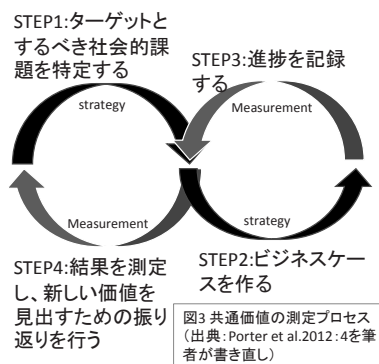 STEP1:ターゲットと
するべき社会的課
題を特定する
STEP3:進捗を記録
する
strategy
Measurement
Measurement
strategy
STEP4:結果を測定
し、新しい価値を
見出すための振り
返りを行う
STEP2:ビジネスケー
スを作る
図3 共通価値の測定プロセス
(出典:Porter et al.2012:4を筆
者が書き直し)